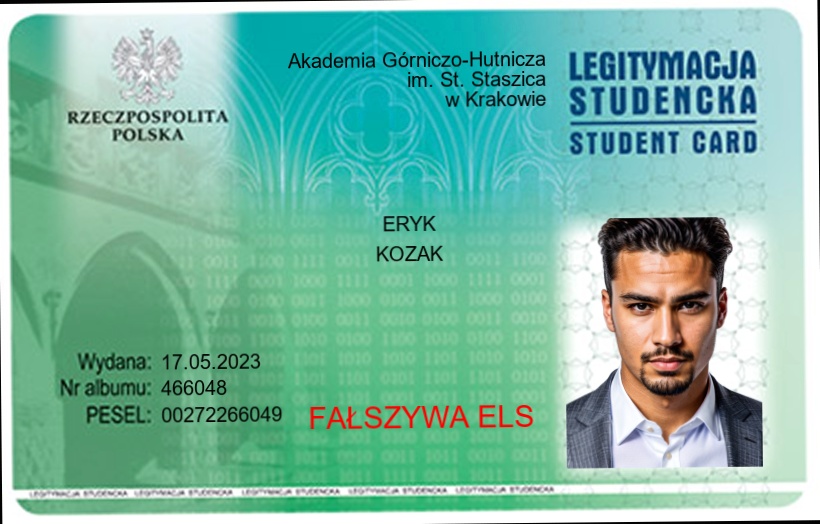 RZECZPOSPOLITA
POLSKA
Akademia Górniczo-Hutnicza
im. St. Staszica
w Krakowie
LEGITYMACJA
STUDENCKA
STUDENT CARD
ERYK
KOZAK
Wydana: 17.05.2023
Nr albumu: 466048
PESEL: 00272266049
FAŁSZYWA ELS
LEGITYMACJA STUDENCKA LEGITYMACJA STUDENCKA LEGITYMACJA STUDENCKA LEGITYMACJA STUDENCKA LEGITYMACJA STUDENCKA